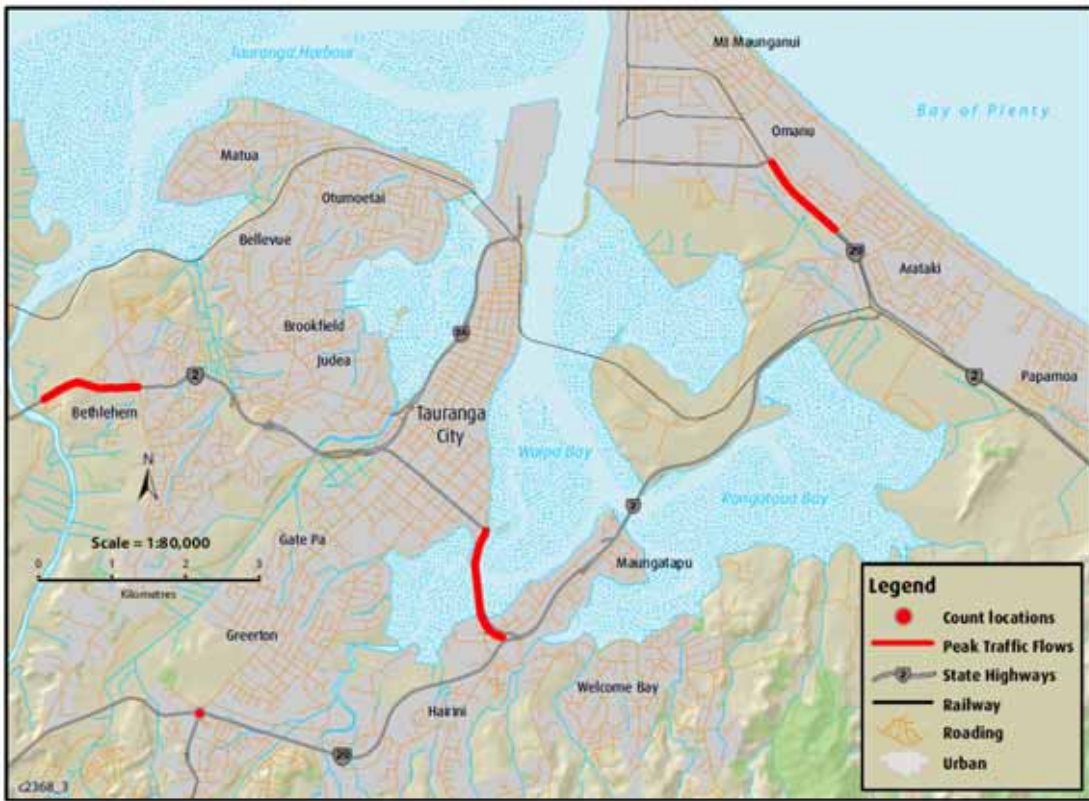 Tauranga Harbour
Mt Maunganui
Bay of Plenty
Omanu
Matua
Otumoetai
Bellevue
29
Arataki
Brookfield
Judea
2
2
Papamoa
Bethlehem
Tauranga
City
N
Waipu Bay
Rangataua Bay
2
Scale = 1:80,000
0 3
Kilometres
Gate Pa
Maungatapu
Greerton
Welcome Bay
Hairini
29
Legend
Count locations
Peak Traffic Flows
2 State Highways
Railway
Roading
Urban
c2368_3